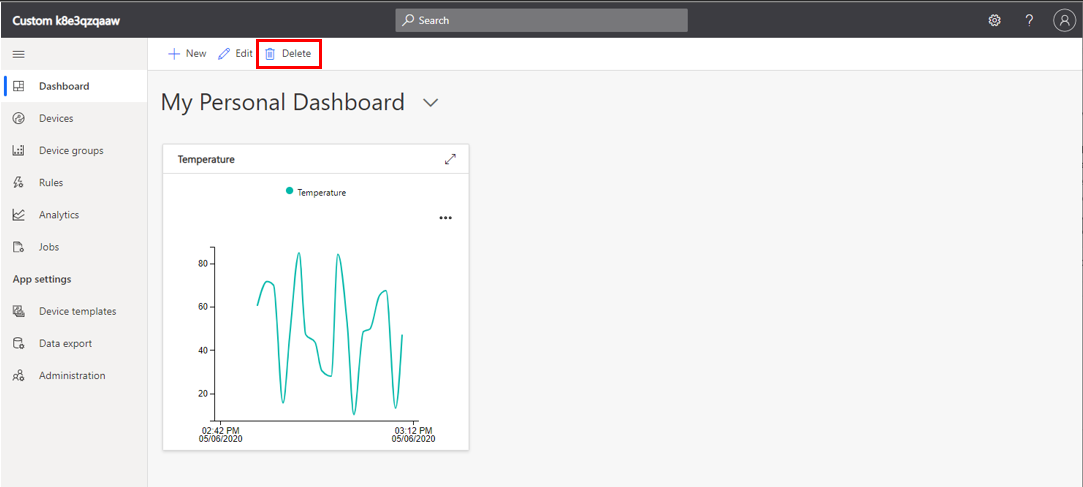 Custom k8e3qzqaaw
Search
?
New
Edit
Delete
Dashboard
Devices
Device groups
Rules
Analytics
Jobs
App settings
Device templates
Data export
Administration
My Personal Dashboard
Temperature
Temperature
80
60
40
20
02:42 PM
05/06/2020
03:12 PM
05/06/2020